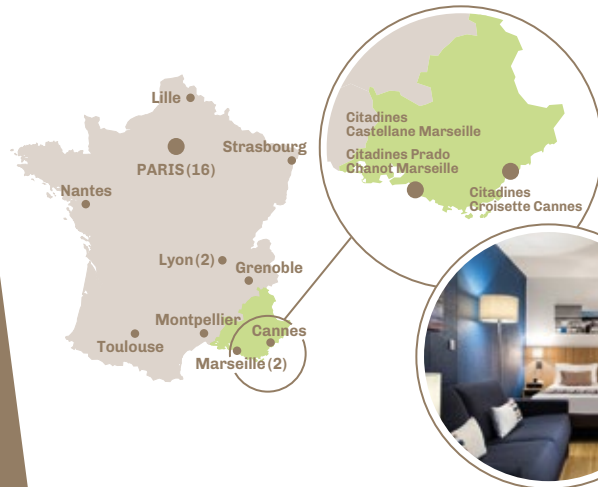 Lille
PARIS (16)
Strasbourg
Nantes
Lyon (2)
Grenoble
Montpellier
Cannes
Toulouse
Marseille (2)
Citadines
Castellane Marseille
Citadines Prado
Chanot Marseille
Citadines
Croisette Cannes